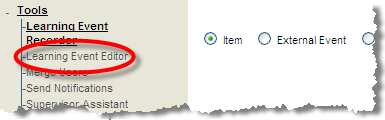 - Tools
-Learning Event
Recorder
Item External Event
-Learning Event Editor
-Merge Users
-Send Notifications
-Supervisor Assistant